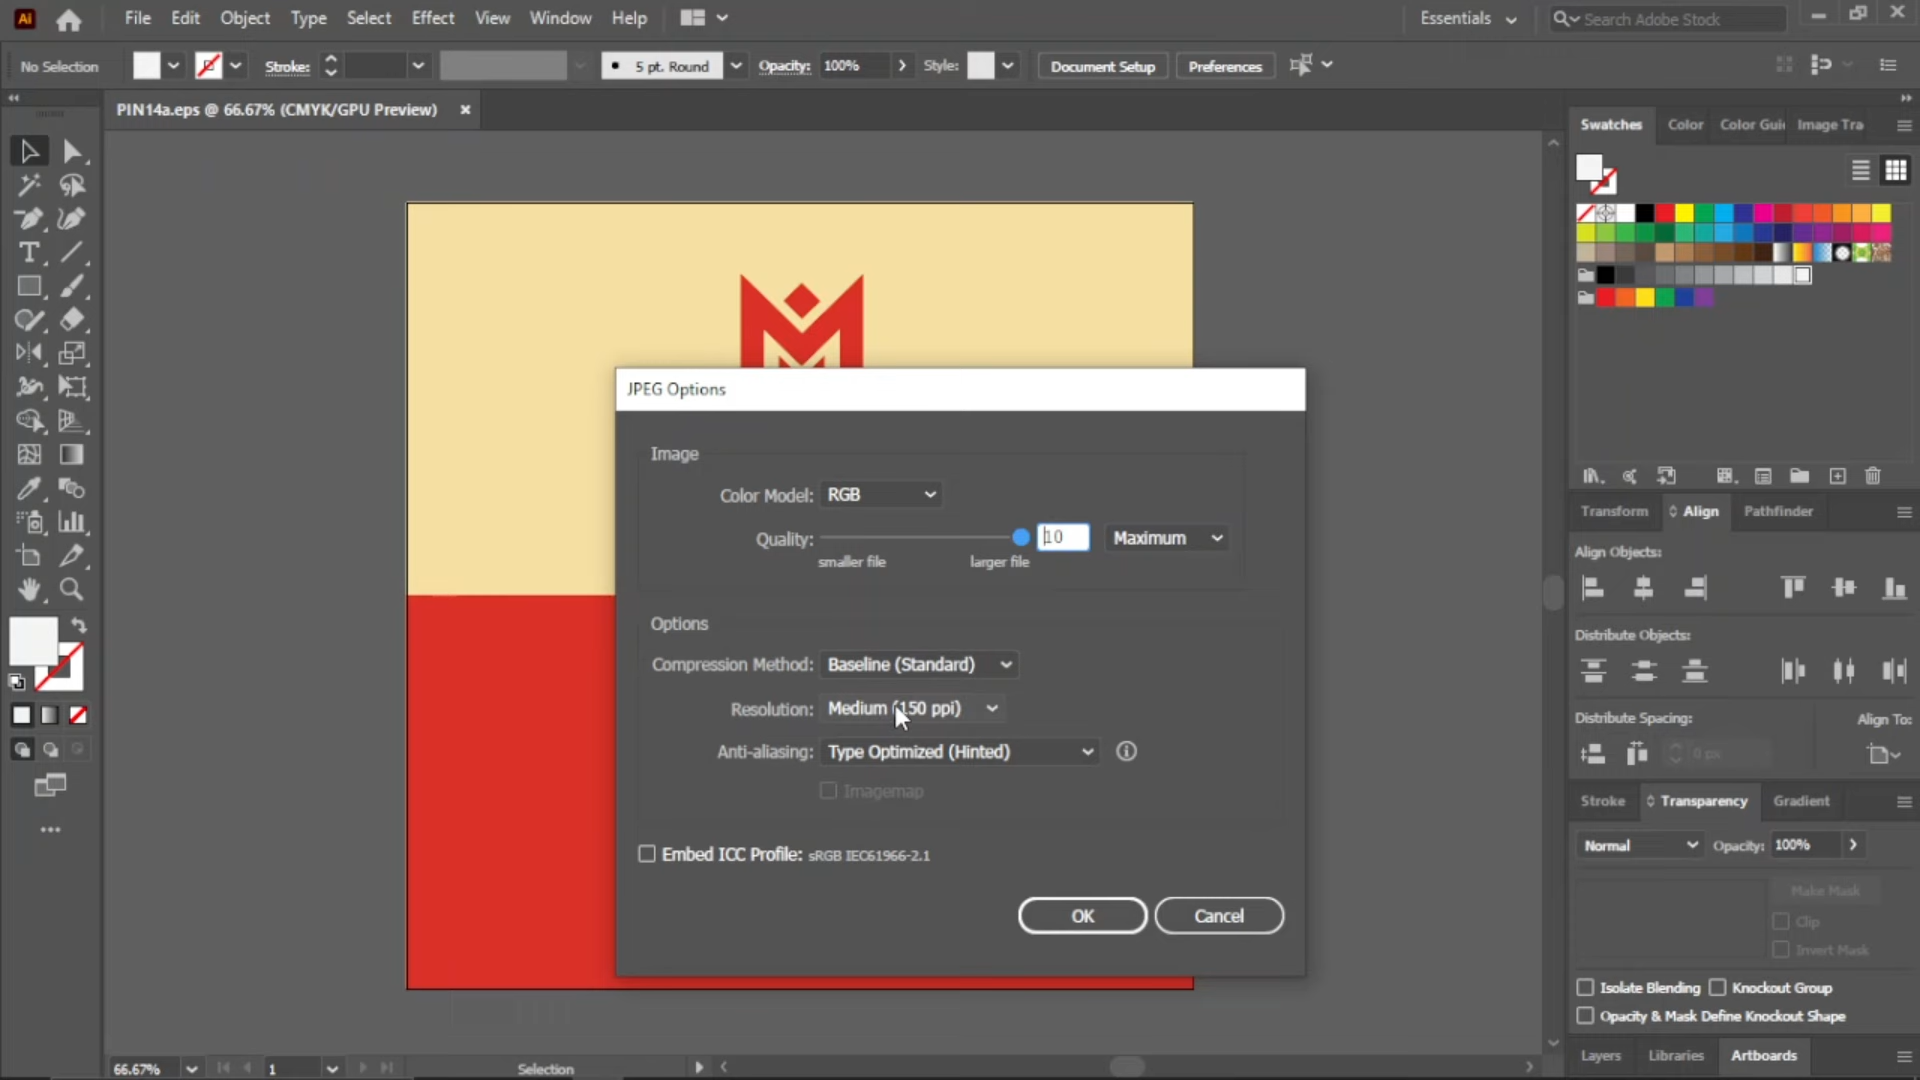 Ai File Edit Object Type Select Effect View Window Help Essentials Search Adobe Stock
No Selection Stroke: 5 pt. Round Opacity: 100% Style: Document Setup Preferences
PIN14a.eps @ 66.67% (CMYK/GPU Preview)
Swatches Color Color Gui Image Tra
JPEG Options
Image
Color Model: RGB
Quality: 10 Maximum
smaller file larger file
Options
Compression Method: Baseline (Standard)
Resolution: Medium (150 ppi)
Anti-aliasing: Type Optimized (Hinted)
Imagemap
Embed ICC Profile: sRGB IEC61966-2.1
OK Cancel
Transform Align Pathfinder
Align Objects:
Distribute Objects:
Distribute Spacing: Align To:
0 px
Stroke Transparency Gradient
Normal Opacity: 100%
Make Mask
Clip
Invert Mask
Isolate Blending Knockout Group
Opacity & Mask Define Knockout Shape
Layers Libraries Artboards
66.67% 1 Selection